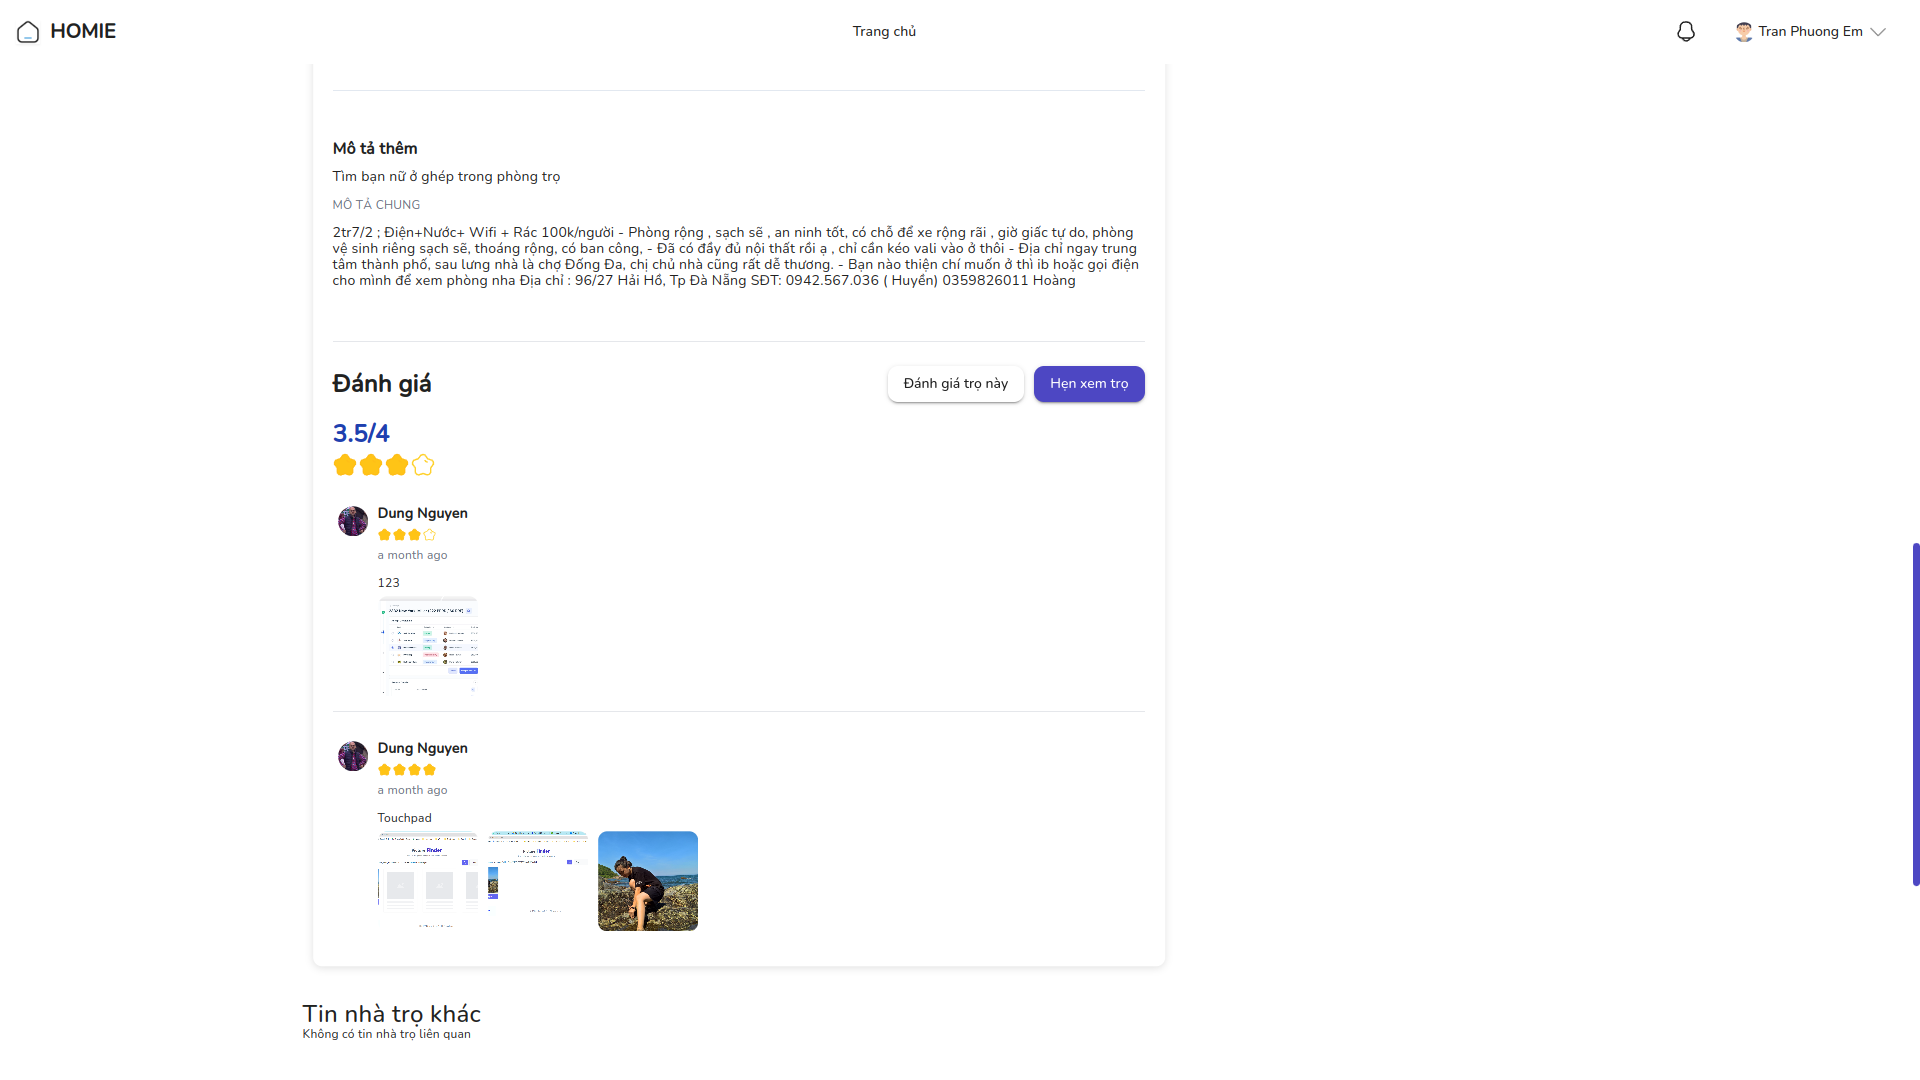 HOMIE
Trang chủ
Tran Phuong Em
Mô tả thêm
Tìm bạn nữ ở ghép trong phòng trọ
MÔ TẢ CHUNG
2tr7/2 ; Điện+Nước+ Wifi + Rác 100k/người - Phòng rộng , sạch sẽ , an ninh tốt, có chỗ để xe rộng rãi , giờ giấc tự do, phòng
vệ sinh riêng sạch sẽ, thoáng rộng, có ban công, - Đã có đầy đủ nội thất rồi ạ , chỉ cần kéo vali vào ở thôi - Địa chỉ ngay trung
tâm thành phố, sau lưng nhà là chợ Đống Đa, chị chủ nhà cũng rất dễ thương. - Bạn nào thiện chí muốn ở thì ib hoặc gọi điện
cho mình để xem phòng nha Địa chỉ : 96/27 Hải Hồ, Tp Đà Nẵng SĐT: 0942.567.036 ( Huyền) 0359826011 Hoàng
Đánh giá
Đánh giá trọ này
Hẹn xem trọ
3.5/4
Dung Nguyen
a month ago
123
Dung Nguyen
a month ago
Touchpad
Finder
Tin nhà trọ khác
Không có tin nhà trọ liên quan